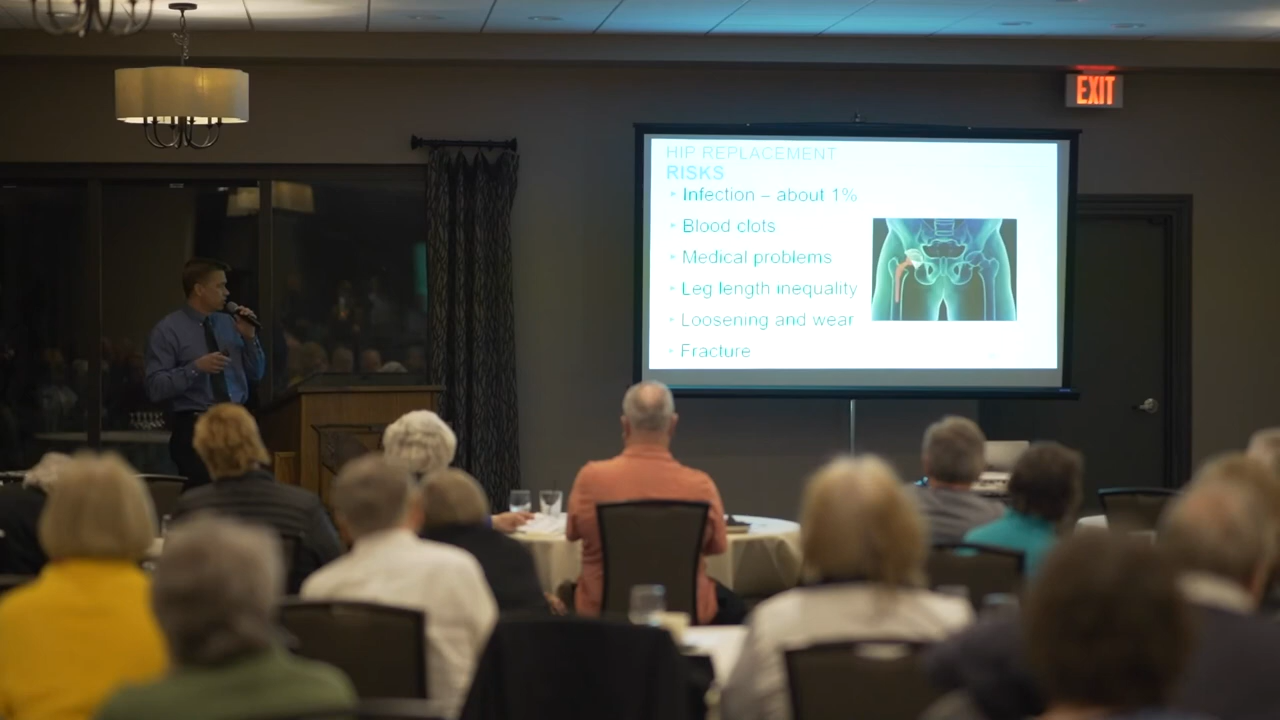 EXIT
HIP REPLACEMENT
RISKS
• Infection – about 1%
• Blood clots
• Medical problems
• Leg length inequality
• Loosening and wear
• Fracture